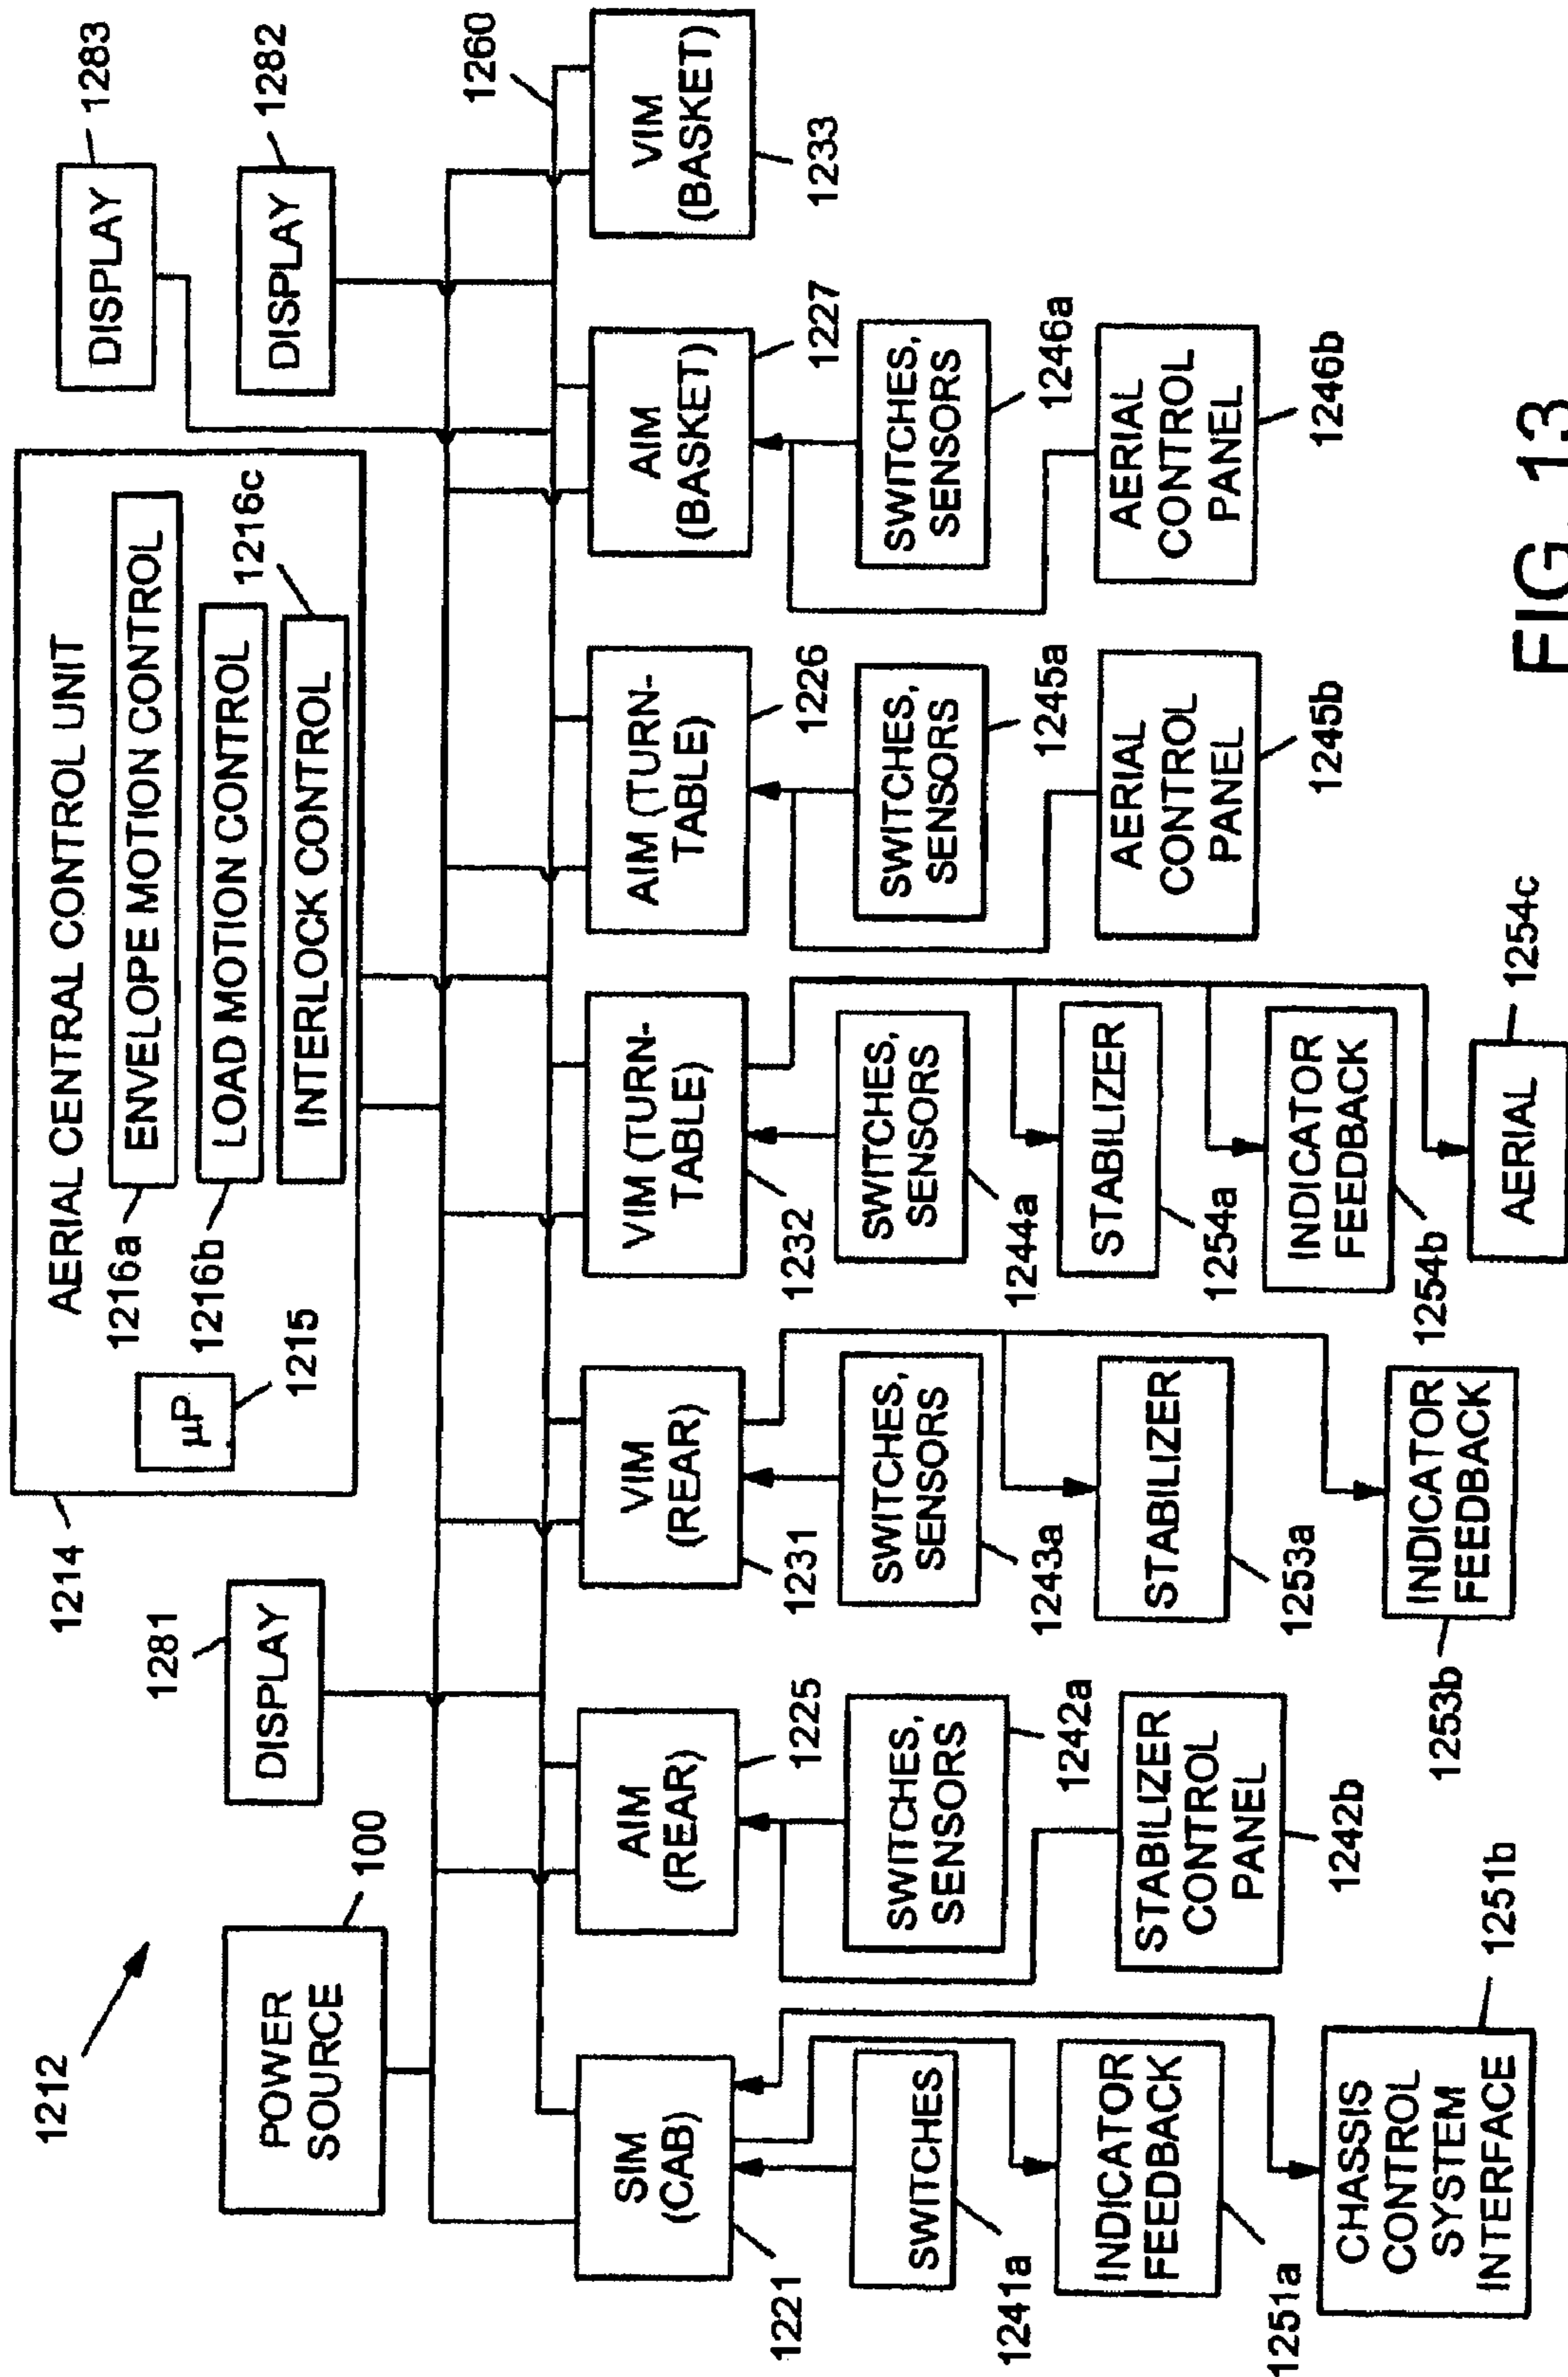 1212
POWER
SOURCE
100
DISPLAY
1281
1214
AERIAL CENTRAL CONTROL UNIT
µP
1215
1216a
ENVELOPE MOTION CONTROL
1216b
LOAD MOTION CONTROL
INTERLOCK CONTROL
1216c
DISPLAY
1283
DISPLAY
1282
1260
SIM
(CAB)
1221
AIM
(REAR)
1225
VIM
(REAR)
1231
VIM (TURN-
TABLE)
1232
AIM (TURN-
TABLE)
1226
AIM
(BASKET)
1227
VIM
(BASKET)
1233
SWITCHES
1241a
SWITCHES,
SENSORS
1242a
SWITCHES,
SENSORS
1243a
SWITCHES,
SENSORS
1244a
SWITCHES,
SENSORS
1245a
SWITCHES,
SENSORS
1246a
INDICATOR
FEEDBACK
1251a
STABILIZER
CONTROL
PANEL
1242b
STABILIZER
1253a
STABILIZER
1254a
AERIAL
CONTROL
PANEL
1245b
AERIAL
CONTROL
PANEL
1246b
CHASSIS
CONTROL
SYSTEM
INTERFACE
1251b
INDICATOR
FEEDBACK
1253b
INDICATOR
FEEDBACK
1254b
AERIAL
1254c
FIG. 13